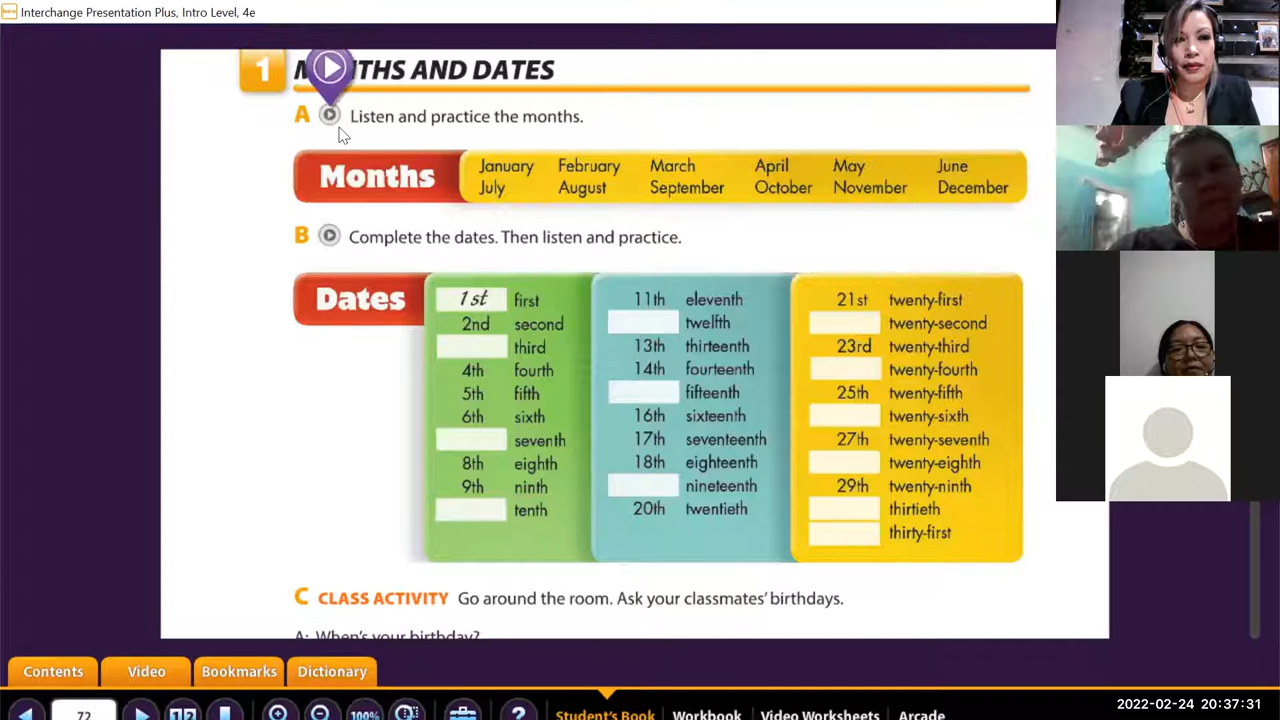 Interchange Presentation Plus, Intro Level, 4e
1 MONTHS AND DATES
A Listen and practice the months.
Months
January February March April May June
July August September October November December
B Complete the dates. Then listen and practice.
Dates
1st first
2nd second
third
4th fourth
5th fifth
6th sixth
seventh
8th eighth
9th ninth
tenth
11th eleventh
twelfth
13th thirteenth
14th fourteenth
fifteenth
16th sixteenth
17th seventeenth
18th eighteenth
nineteenth
20th twentieth
21st twenty-first
twenty-second
23rd twenty-third
twenty-fourth
25th twenty-fifth
twenty-sixth
27th twenty-seventh
twenty-eighth
29th twenty-ninth
thirtieth
thirty-first
C CLASS ACTIVITY Go around the room. Ask your classmates' birthdays.
A: When's your birthday?
Contents Video Bookmarks Dictionary
72 1 2 100% ? Student's Book Workbook Video Worksheets Arcade
2022-02-24 20:37:31